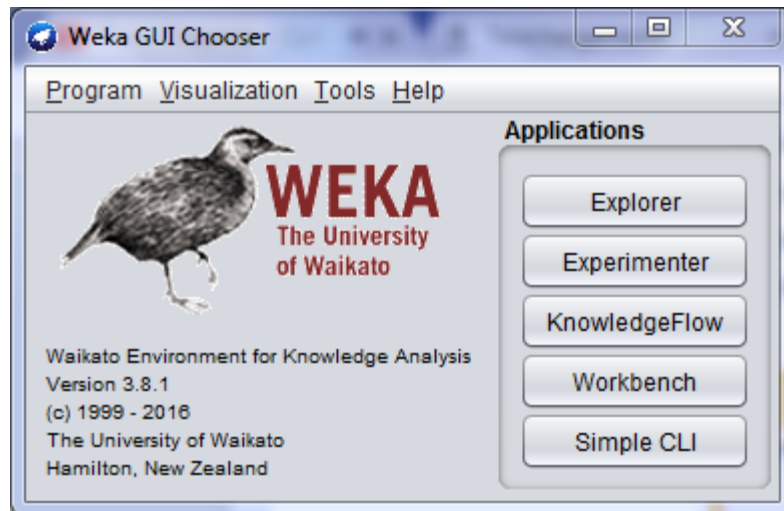 Weka GUI Chooser
Program Visualization Tools Help
WEKA
The University
of Waikato
Waikato Environment for Knowledge Analysis
Version 3.8.1
(c) 1999 - 2016
The University of Waikato
Hamilton, New Zealand
Applications
Explorer
Experimenter
KnowledgeFlow
Workbench
Simple CLI